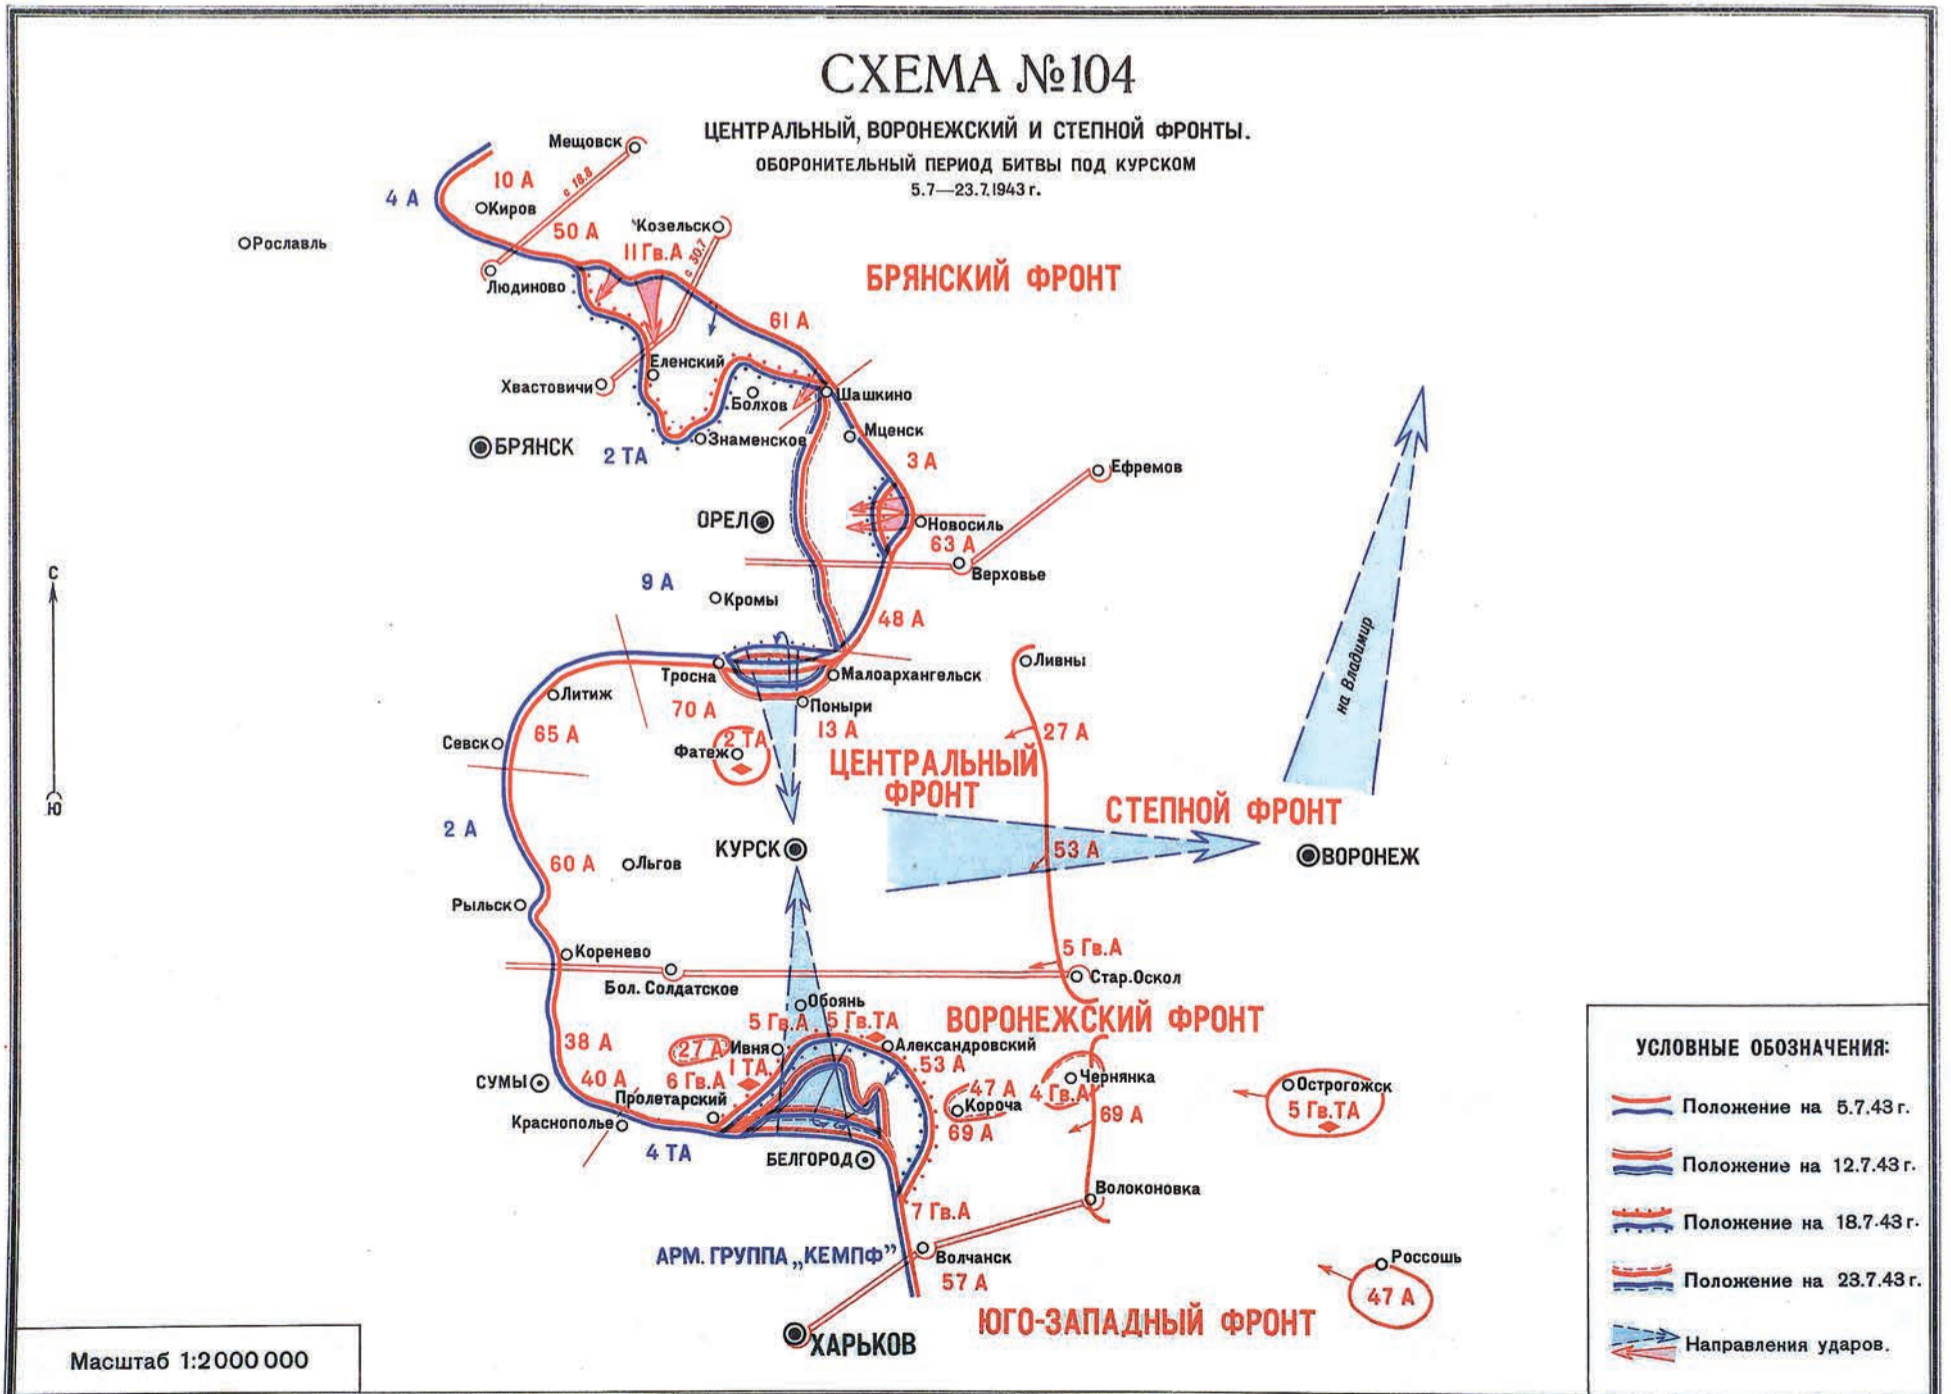 СХЕМА №104
ЦЕНТРАЛЬНЫЙ, ВОРОНЕЖСКИЙ И СТЕПНОЙ ФРОНТЫ.
ОБОРОНИТЕЛЬНЫЙ ПЕРИОД БИТВЫ ПОД КУРСКОМ
5.7—23.7.1943 г.
Мещовск
с 18.8
10 А
4 А
Киров
50 А
Козельск
Рославль
11 Гв.А
с 30.7
БРЯНСКИЙ ФРОНТ
Людиново
61 А
Еленский
Хвастовичи
Болхов
Шашкино
Знаменское
Мценск
БРЯНСК
2 ТА
3 А
Ефремов
ОРЕЛ
Новосиль
63 А
Верховье
С
9 А
Кромы
48 А
на Владимир
Тросна
Малоархангельск
Ливны
Литиж
70 А
Поныри
13 А
65 А
Севск
2 ТА
Фатеж
27 А
ЦЕНТРАЛЬНЫЙ
ФРОНТ
Ю
СТЕПНОЙ ФРОНТ
2 А
60 А
Льгов
КУРСК
53 А
ВОРОНЕЖ
Рыльск
Коренево
5 Гв.А
Бол. Солдатское
Стар.Оскол
Обоянь
5 Гв.А
5 Гв.ТА
ВОРОНЕЖСКИЙ ФРОНТ
38 А
27 А
Ивня
Александровский
1 ТА
53 А
СУМЫ
40 А
6 Гв.А
47 А
Чернянка
4 Гв.А
Острогожск
5 Гв.ТА
Пролетарский
Короча
69 А
69 А
Краснополье
4 ТА
БЕЛГОРОД
Волоконовка
7 Гв.А
АРМ. ГРУППА „КЕМПФ”
Волчанск
57 А
Россошь
47 А
ЮГО-ЗАПАДНЫЙ ФРОНТ
ХАРЬКОВ
Масштаб 1:2 000 000
УСЛОВНЫЕ ОБОЗНАЧЕНИЯ:
Положение на 5.7.43 г.
Положение на 12.7.43 г.
Положение на 18.7.43 г.
Положение на 23.7.43 г.
Направления ударов.